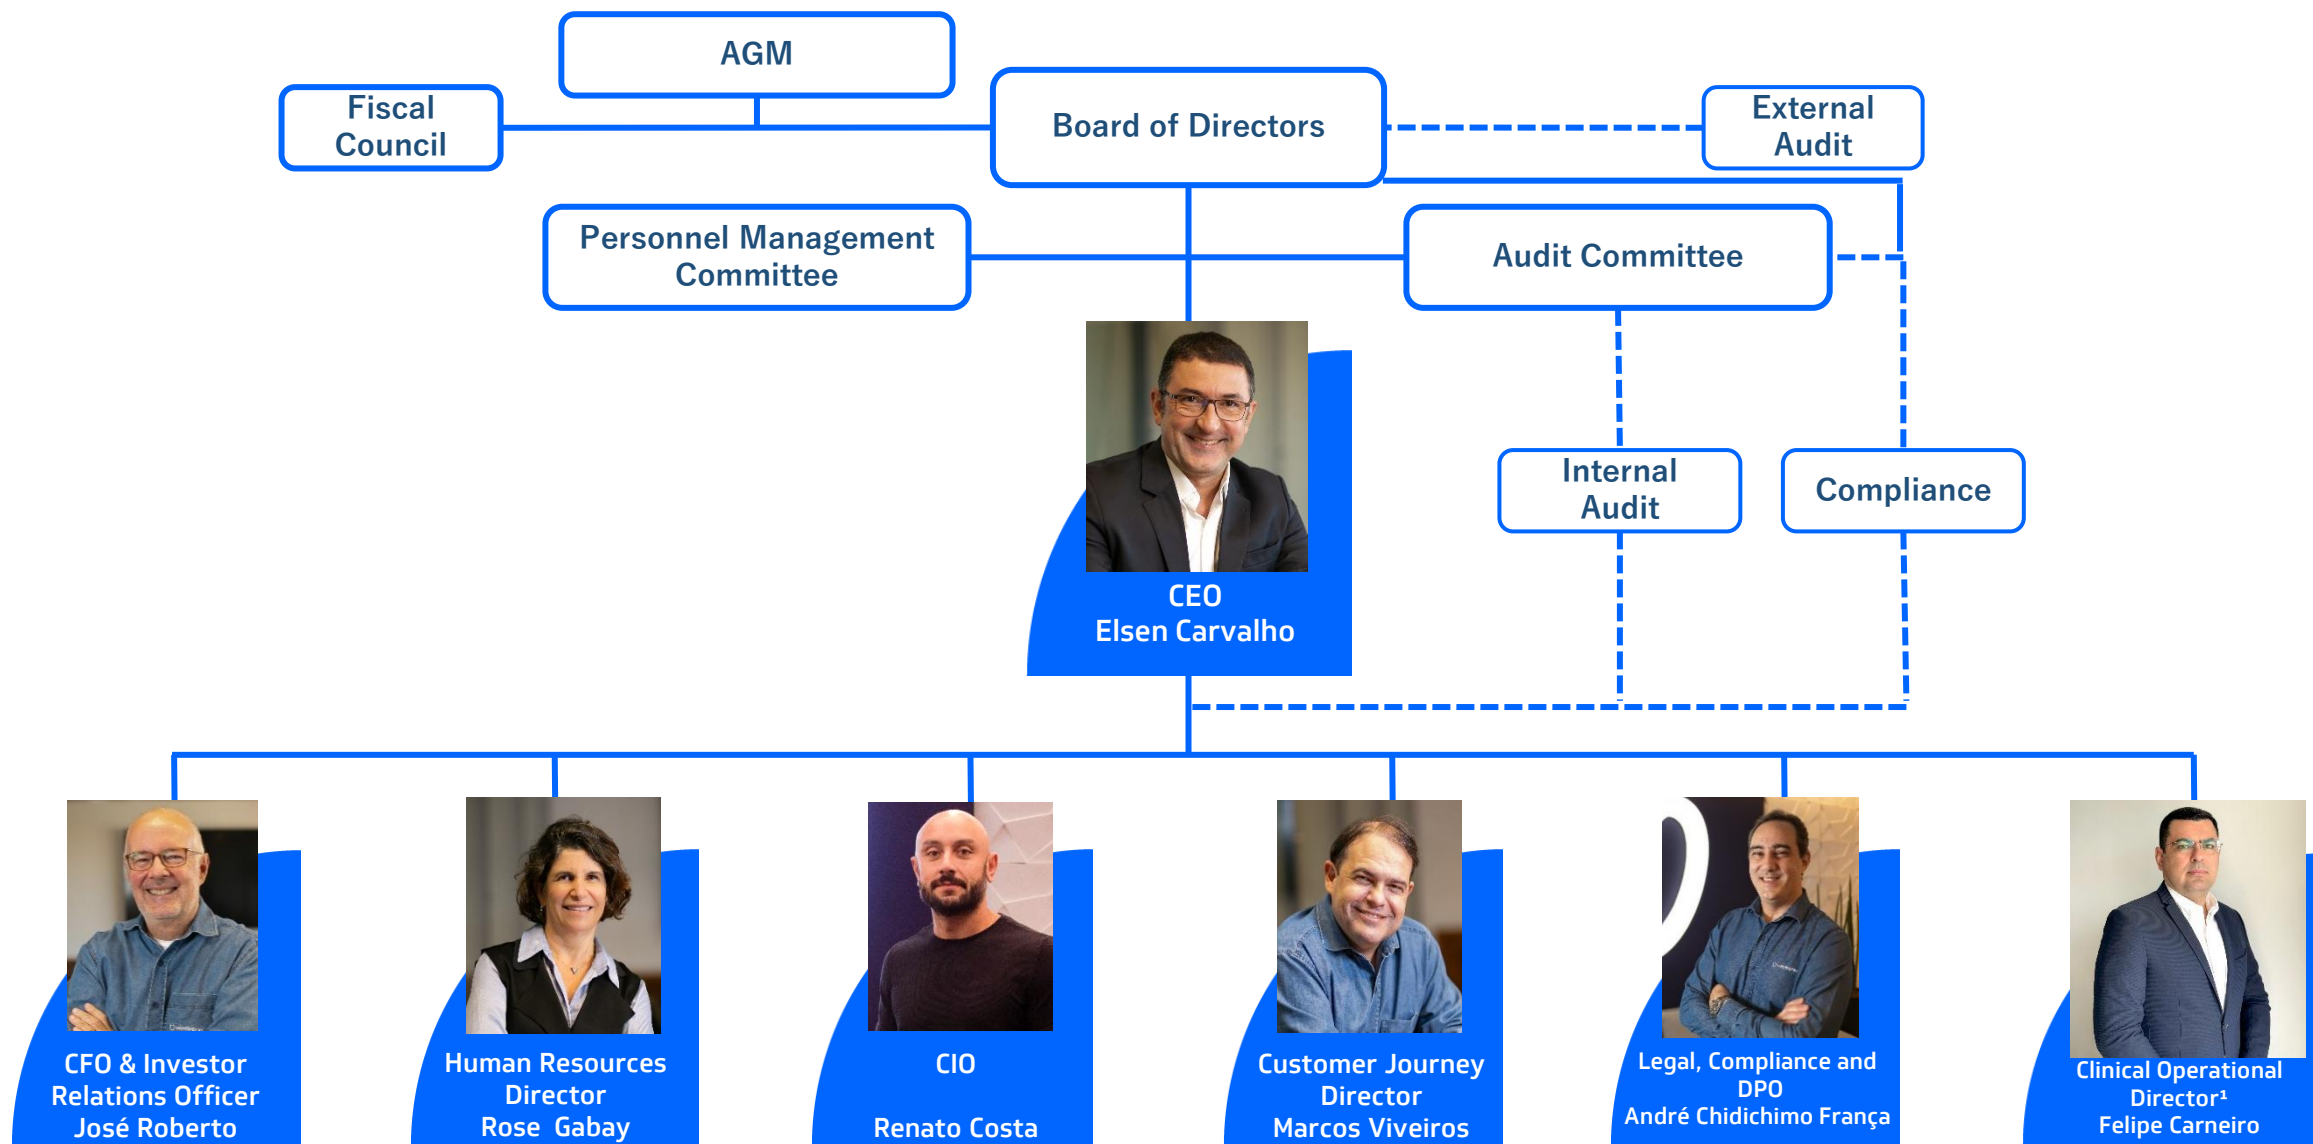 AGM
Fiscal
Council
Board of Directors
External
Audit
Personnel Management
Committee
Audit Committee
Internal
Audit
Compliance
CEO
Elsen Carvalho
CFO & Investor
Relations Officer
José Roberto
Human Resources
Director
Rose Gabay
CIO
Renato Costa
Customer Journey
Director
Marcos Viveiros
Legal, Compliance and
DPO
André Chidichimo França
Clinical Operational
Director¹
Felipe Carneiro